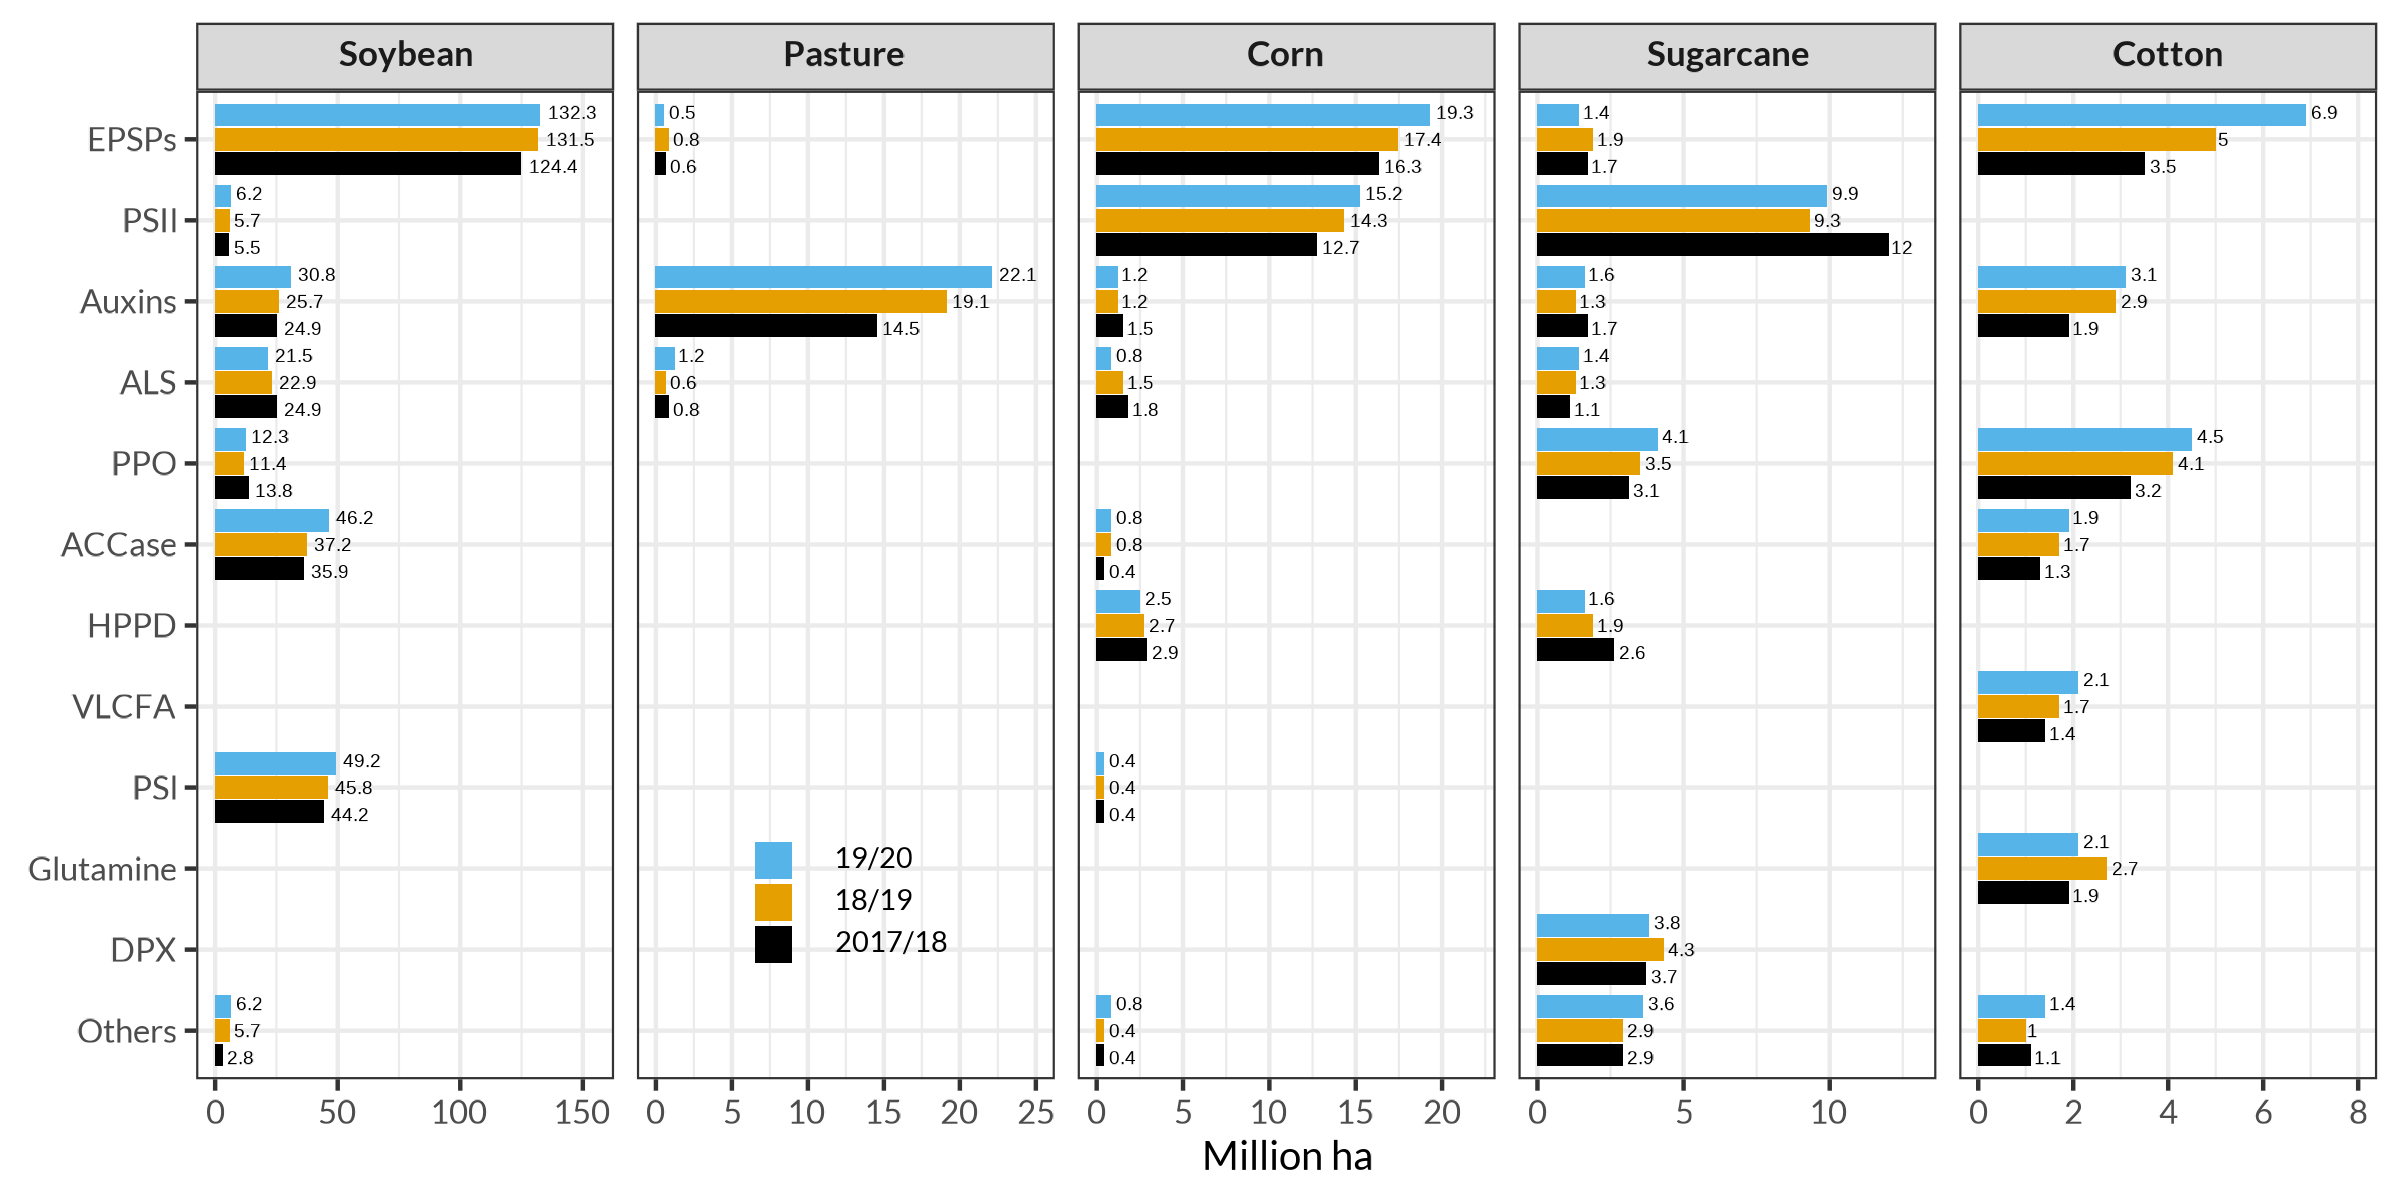 Soybean Pasture Corn Sugarcane Cotton
EPSPs
132.3 0.5 19.3 1.4 6.9
131.5 0.8 17.4 1.9 5
124.4 0.6 16.3 1.7 3.5
PSII
6.2 15.2 9.9
5.7 14.3 9.3
5.5 12.7 12
Auxins
30.8 22.1 1.2 1.6 3.1
25.7 19.1 1.2 1.3 2.9
24.9 14.5 1.5 1.7 1.9
ALS
21.5 1.2 0.8 1.4
22.9 0.6 1.5 1.3
24.9 0.8 1.8 1.1
PPO
12.3 4.1 4.5
11.4 3.5 4.1
13.8 3.1 3.2
ACCase
46.2 0.8 1.9
37.2 0.8 1.7
35.9 0.4 1.3
HPPD
2.5 1.6
2.7 1.9
2.9 2.6
VLCFA
2.1
1.7
1.4
PSI
49.2 0.4
45.8 0.4
44.2 0.4
Glutamine
2.1
2.7
1.9
19/20
18/19
2017/18
DPX
3.8
4.3
3.7
Others
6.2 0.8 3.6 1.4
5.7 0.4 2.9 1
2.8 0.4 2.9 1.1
0 50 100 150 0 5 10 15 20 25 0 5 10 15 20 0 5 10 0 2 4 6 8
Million ha